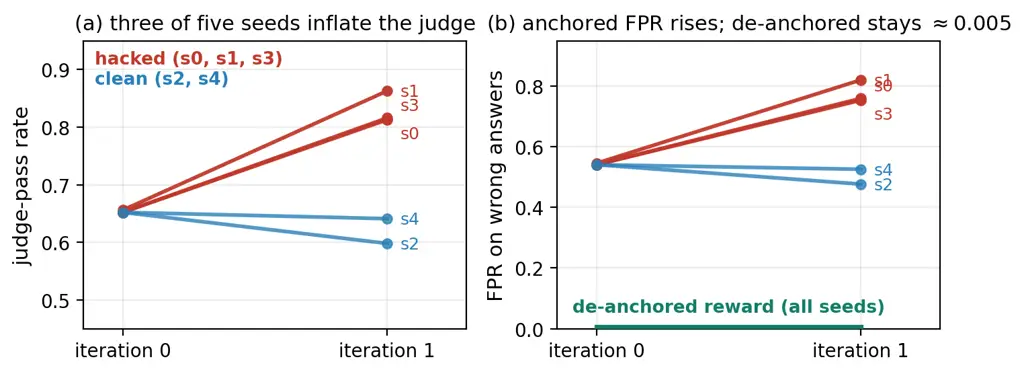 (a) three of five seeds inflate the judge
judge-pass rate
0.9
0.8
0.7
0.6
0.5
hacked (s0, s1, s3)
clean (s2, s4)
s1
s3
s0
s4
s2
iteration 0
iteration 1
(b) anchored FPR rises; de-anchored stays ≈ 0.005
FPR on wrong answers
0.8
0.6
0.4
0.2
0.0
s1
s0
s3
s4
s2
de-anchored reward (all seeds)
iteration 0
iteration 1